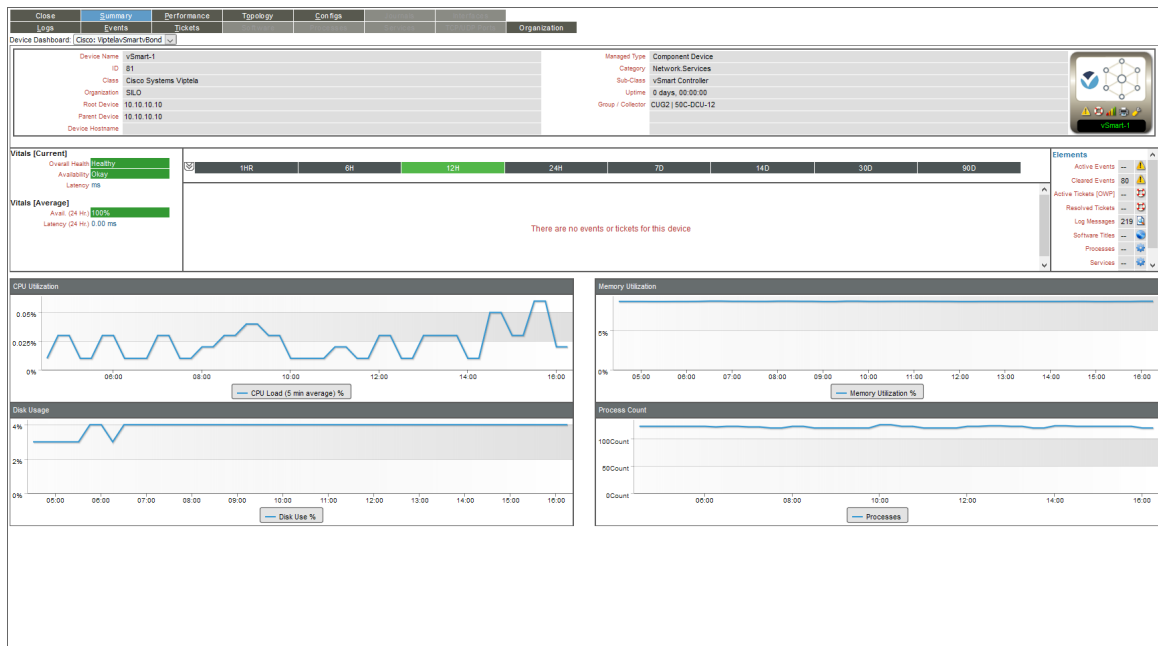 Close Summary Performance Topology Configs
Logs Events Tickets Organization
Device Dashboard: Cisco: ViptelavSmartvBond
Device Name vSmart-1
ID 81
Class Cisco Systems Viptela
Organization SILO
Root Device 10.10.10.10
Parent Device 10.10.10.10
Device Hostname
Managed Type Component Device
Category Network.Services
Sub-Class vSmart Controller
Uptime 0 days, 00:00:00
Group / Collector CUG2 | 50C-DCU-12
vSmart-1
Vitals [Current]
Overall Health Healthy
Availability Okay
Latency ms
Vitals [Average]
Avail. (24 Hr.) 100%
Latency (24 Hr.) 0.00 ms
1HR 6H 12H 24H 7D 14D 30D 90D
There are no events or tickets for this device
Elements
Active Events --
Cleared Events 80
Active Tickets [OWP] --
Resolved Tickets --
Log Messages 219
Software Titles --
Processes --
Services --
CPU Utilization
0.05%
0.025%
0%
06:00 08:00 10:00 12:00 14:00 16:00
CPU Load (5 min average) %
Memory Utilization
5%
0%
05:00 06:00 07:00 08:00 09:00 10:00 11:00 12:00 13:00 14:00 15:00 16:00
Memory Utilization %
Disk Usage
4%
2%
0%
05:00 06:00 07:00 08:00 09:00 10:00 11:00 12:00 13:00 14:00 15:00 16:00
Disk Use %
Process Count
100Count
50Count
0Count
06:00 08:00 10:00 12:00 14:00 16:00
Processes